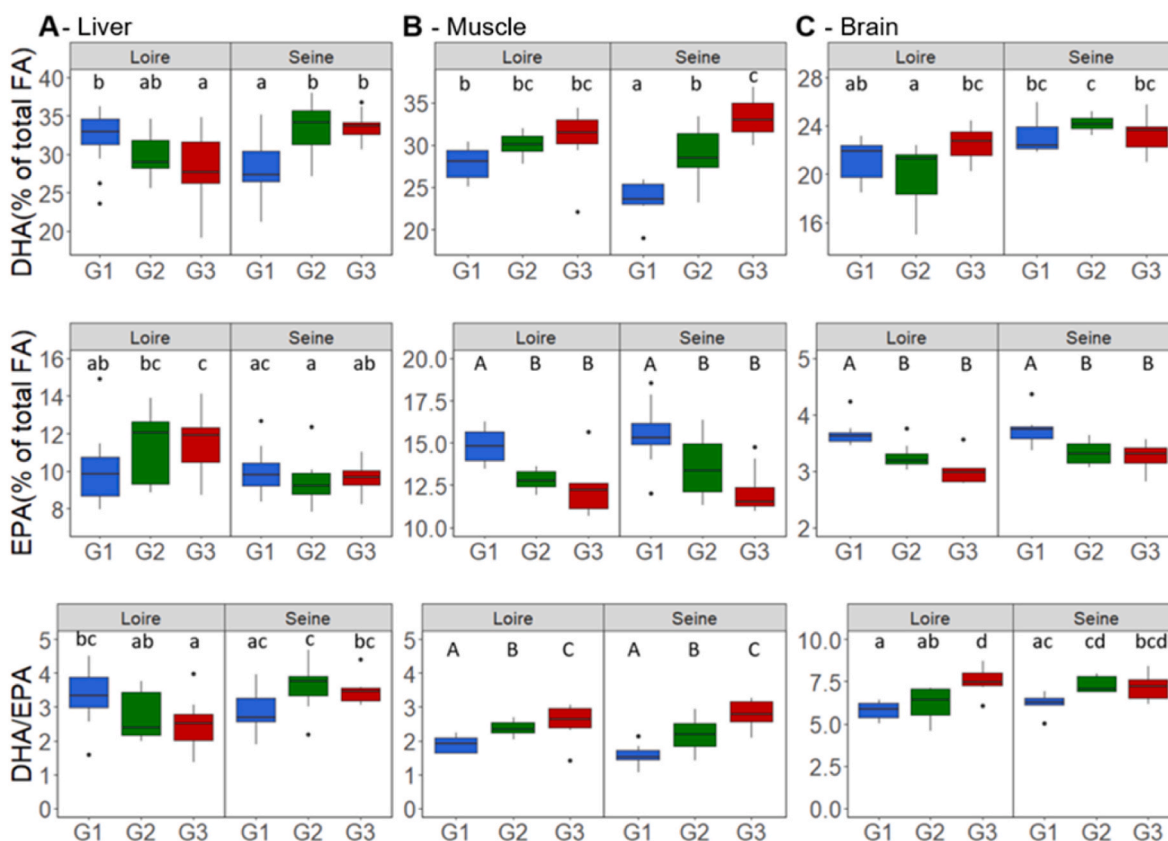 A - Liver
B - Muscle
C - Brain
DHA(% of total FA)
Loire Seine
b ab a a b b
40
35
30
25
20
G1 G2 G3 G1 G2 G3
Loire Seine
b bc bc a b c
35
30
25
20
G1 G2 G3 G1 G2 G3
Loire Seine
ab a bc bc c bc
28
24
20
16
G1 G2 G3 G1 G2 G3
EPA(% of total FA)
Loire Seine
ab bc c ac a ab
16
14
12
10
8
G1 G2 G3 G1 G2 G3
Loire Seine
A B B A B B
20.0
17.5
15.0
12.5
10.0
G1 G2 G3 G1 G2 G3
Loire Seine
A B B A B B
5
4
3
2
G1 G2 G3 G1 G2 G3
DHA/EPA
Loire Seine
bc ab a ac c bc
5
4
3
2
1
0
G1 G2 G3 G1 G2 G3
Loire Seine
A B C A B C
5
4
3
2
1
0
G1 G2 G3 G1 G2 G3
Loire Seine
a ab d ac cd bcd
10.0
7.5
5.0
2.5
0.0
G1 G2 G3 G1 G2 G3